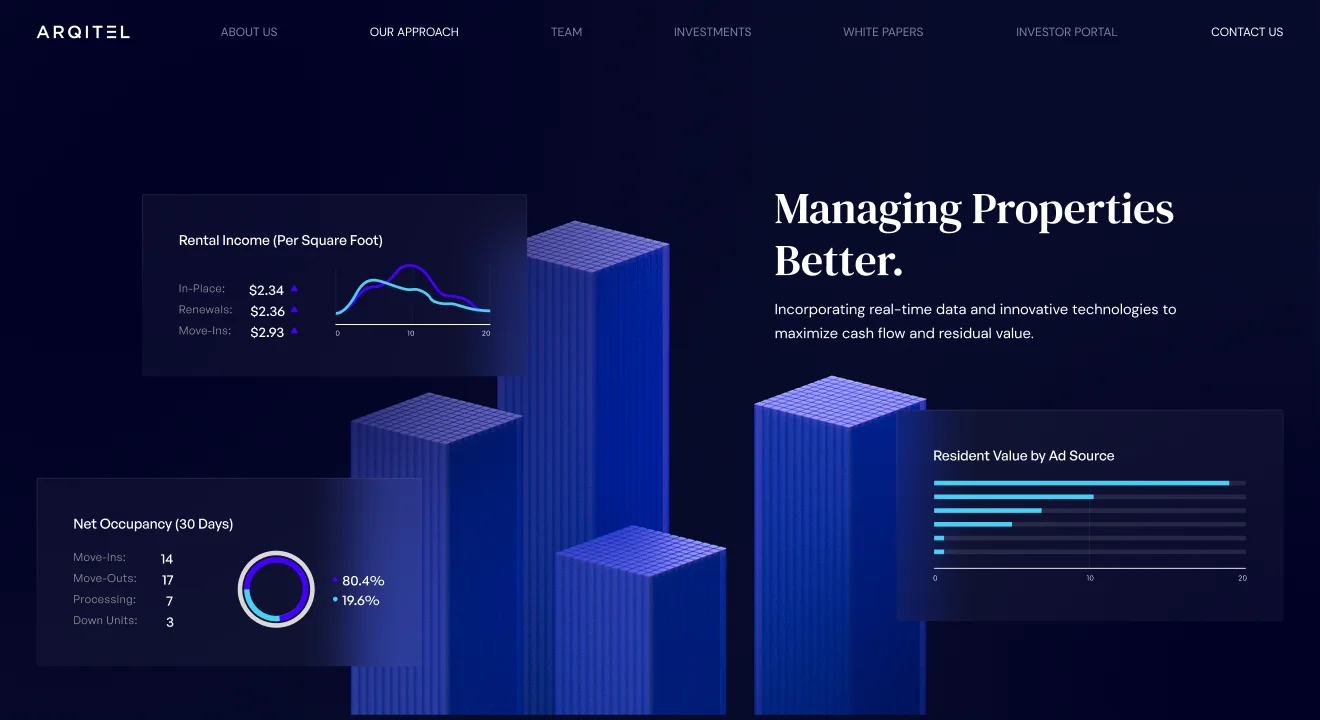 ARQITEL
ABOUT US
OUR APPROACH
TEAM
INVESTMENTS
WHITE PAPERS
INVESTOR PORTAL
CONTACT US
Managing Properties
Better.
Incorporating real-time data and innovative technologies to
maximize cash flow and residual value.
Rental Income (Per Square Foot)
In-Place: $2.34
Renewals: $2.36
Move-Ins: $2.93
0 10 20
Net Occupancy (30 Days)
Move-Ins: 14
Move-Outs: 17
Processing: 7
Down Units: 3
80.4%
19.6%
Resident Value by Ad Source
0 10 20